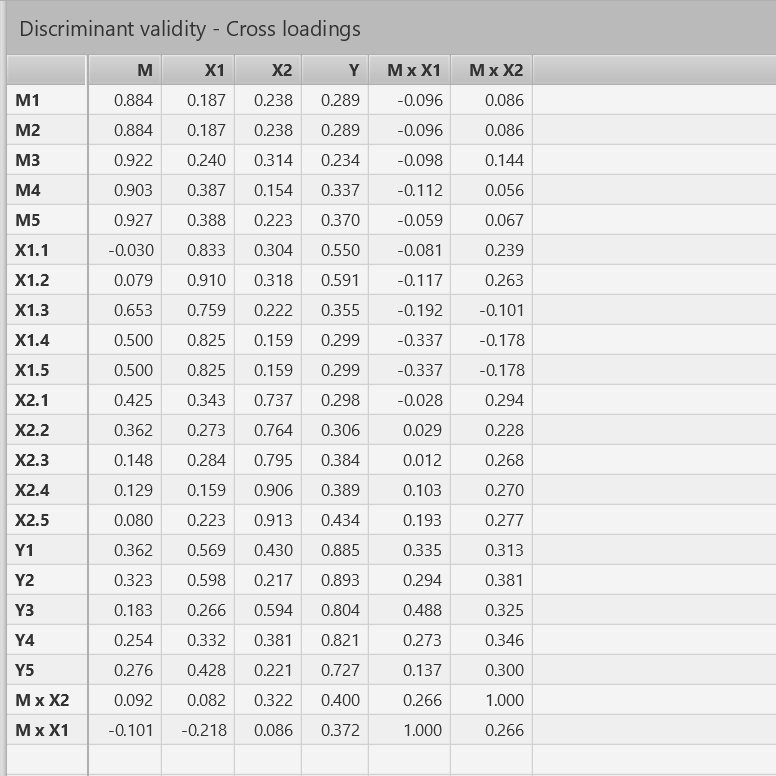 Discriminant validity - Cross loadings
M X1 X2 Y M x X1 M x X2
M1 0.884 0.187 0.238 0.289 -0.096 0.086
M2 0.884 0.187 0.238 0.289 -0.096 0.086
M3 0.922 0.240 0.314 0.234 -0.098 0.144
M4 0.903 0.387 0.154 0.337 -0.112 0.056
M5 0.927 0.388 0.223 0.370 -0.059 0.067
X1.1 -0.030 0.833 0.304 0.550 -0.081 0.239
X1.2 0.079 0.910 0.318 0.591 -0.117 0.263
X1.3 0.653 0.759 0.222 0.355 -0.192 -0.101
X1.4 0.500 0.825 0.159 0.299 -0.337 -0.178
X1.5 0.500 0.825 0.159 0.299 -0.337 -0.178
X2.1 0.425 0.343 0.737 0.298 -0.028 0.294
X2.2 0.362 0.273 0.764 0.306 0.029 0.228
X2.3 0.148 0.284 0.795 0.384 0.012 0.268
X2.4 0.129 0.159 0.906 0.389 0.103 0.270
X2.5 0.080 0.223 0.913 0.434 0.193 0.277
Y1 0.362 0.569 0.430 0.885 0.335 0.313
Y2 0.323 0.598 0.217 0.893 0.294 0.381
Y3 0.183 0.266 0.594 0.804 0.488 0.325
Y4 0.254 0.332 0.381 0.821 0.273 0.346
Y5 0.276 0.428 0.221 0.727 0.137 0.300
M x X2 0.092 0.082 0.322 0.400 0.266 1.000
M x X1 -0.101 -0.218 0.086 0.372 1.000 0.266